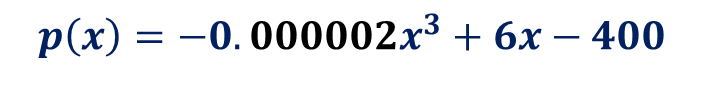 p(x) = −0.000002x³ + 6x − 400